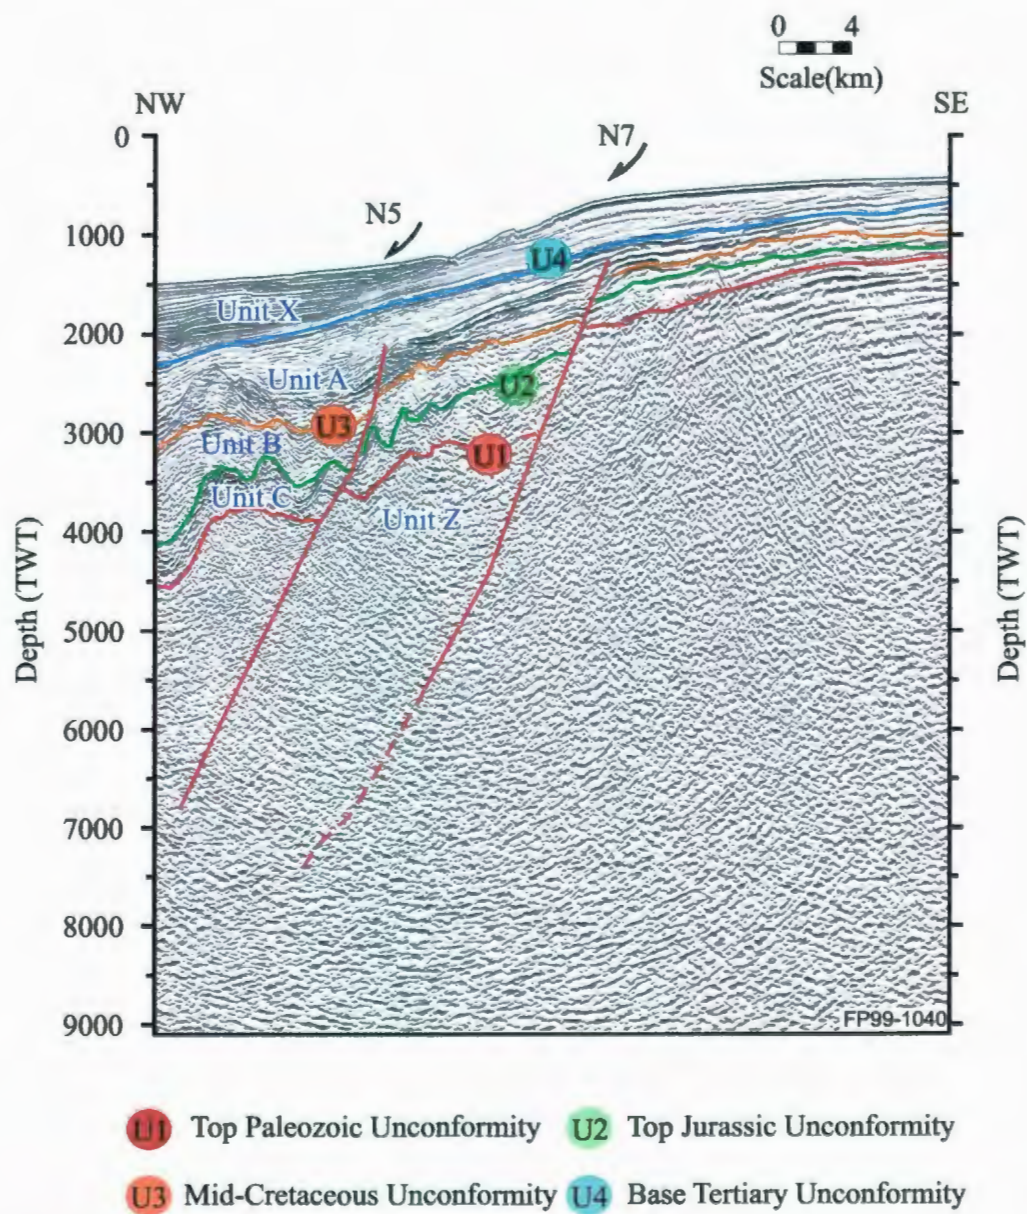 0 4
Scale(km)
NW
SE
N7
N5
0
1000
2000
3000
4000
5000
6000
7000
8000
9000
Depth (TWT)
Depth (TWT)
U4
Unit X
Unit A
U3
U2
Unit B
U1
Unit C
Unit Z
FP99-1040
U1 Top Paleozoic Unconformity U2 Top Jurassic Unconformity
U3 Mid-Cretaceous Unconformity U4 Base Tertiary Unconformity